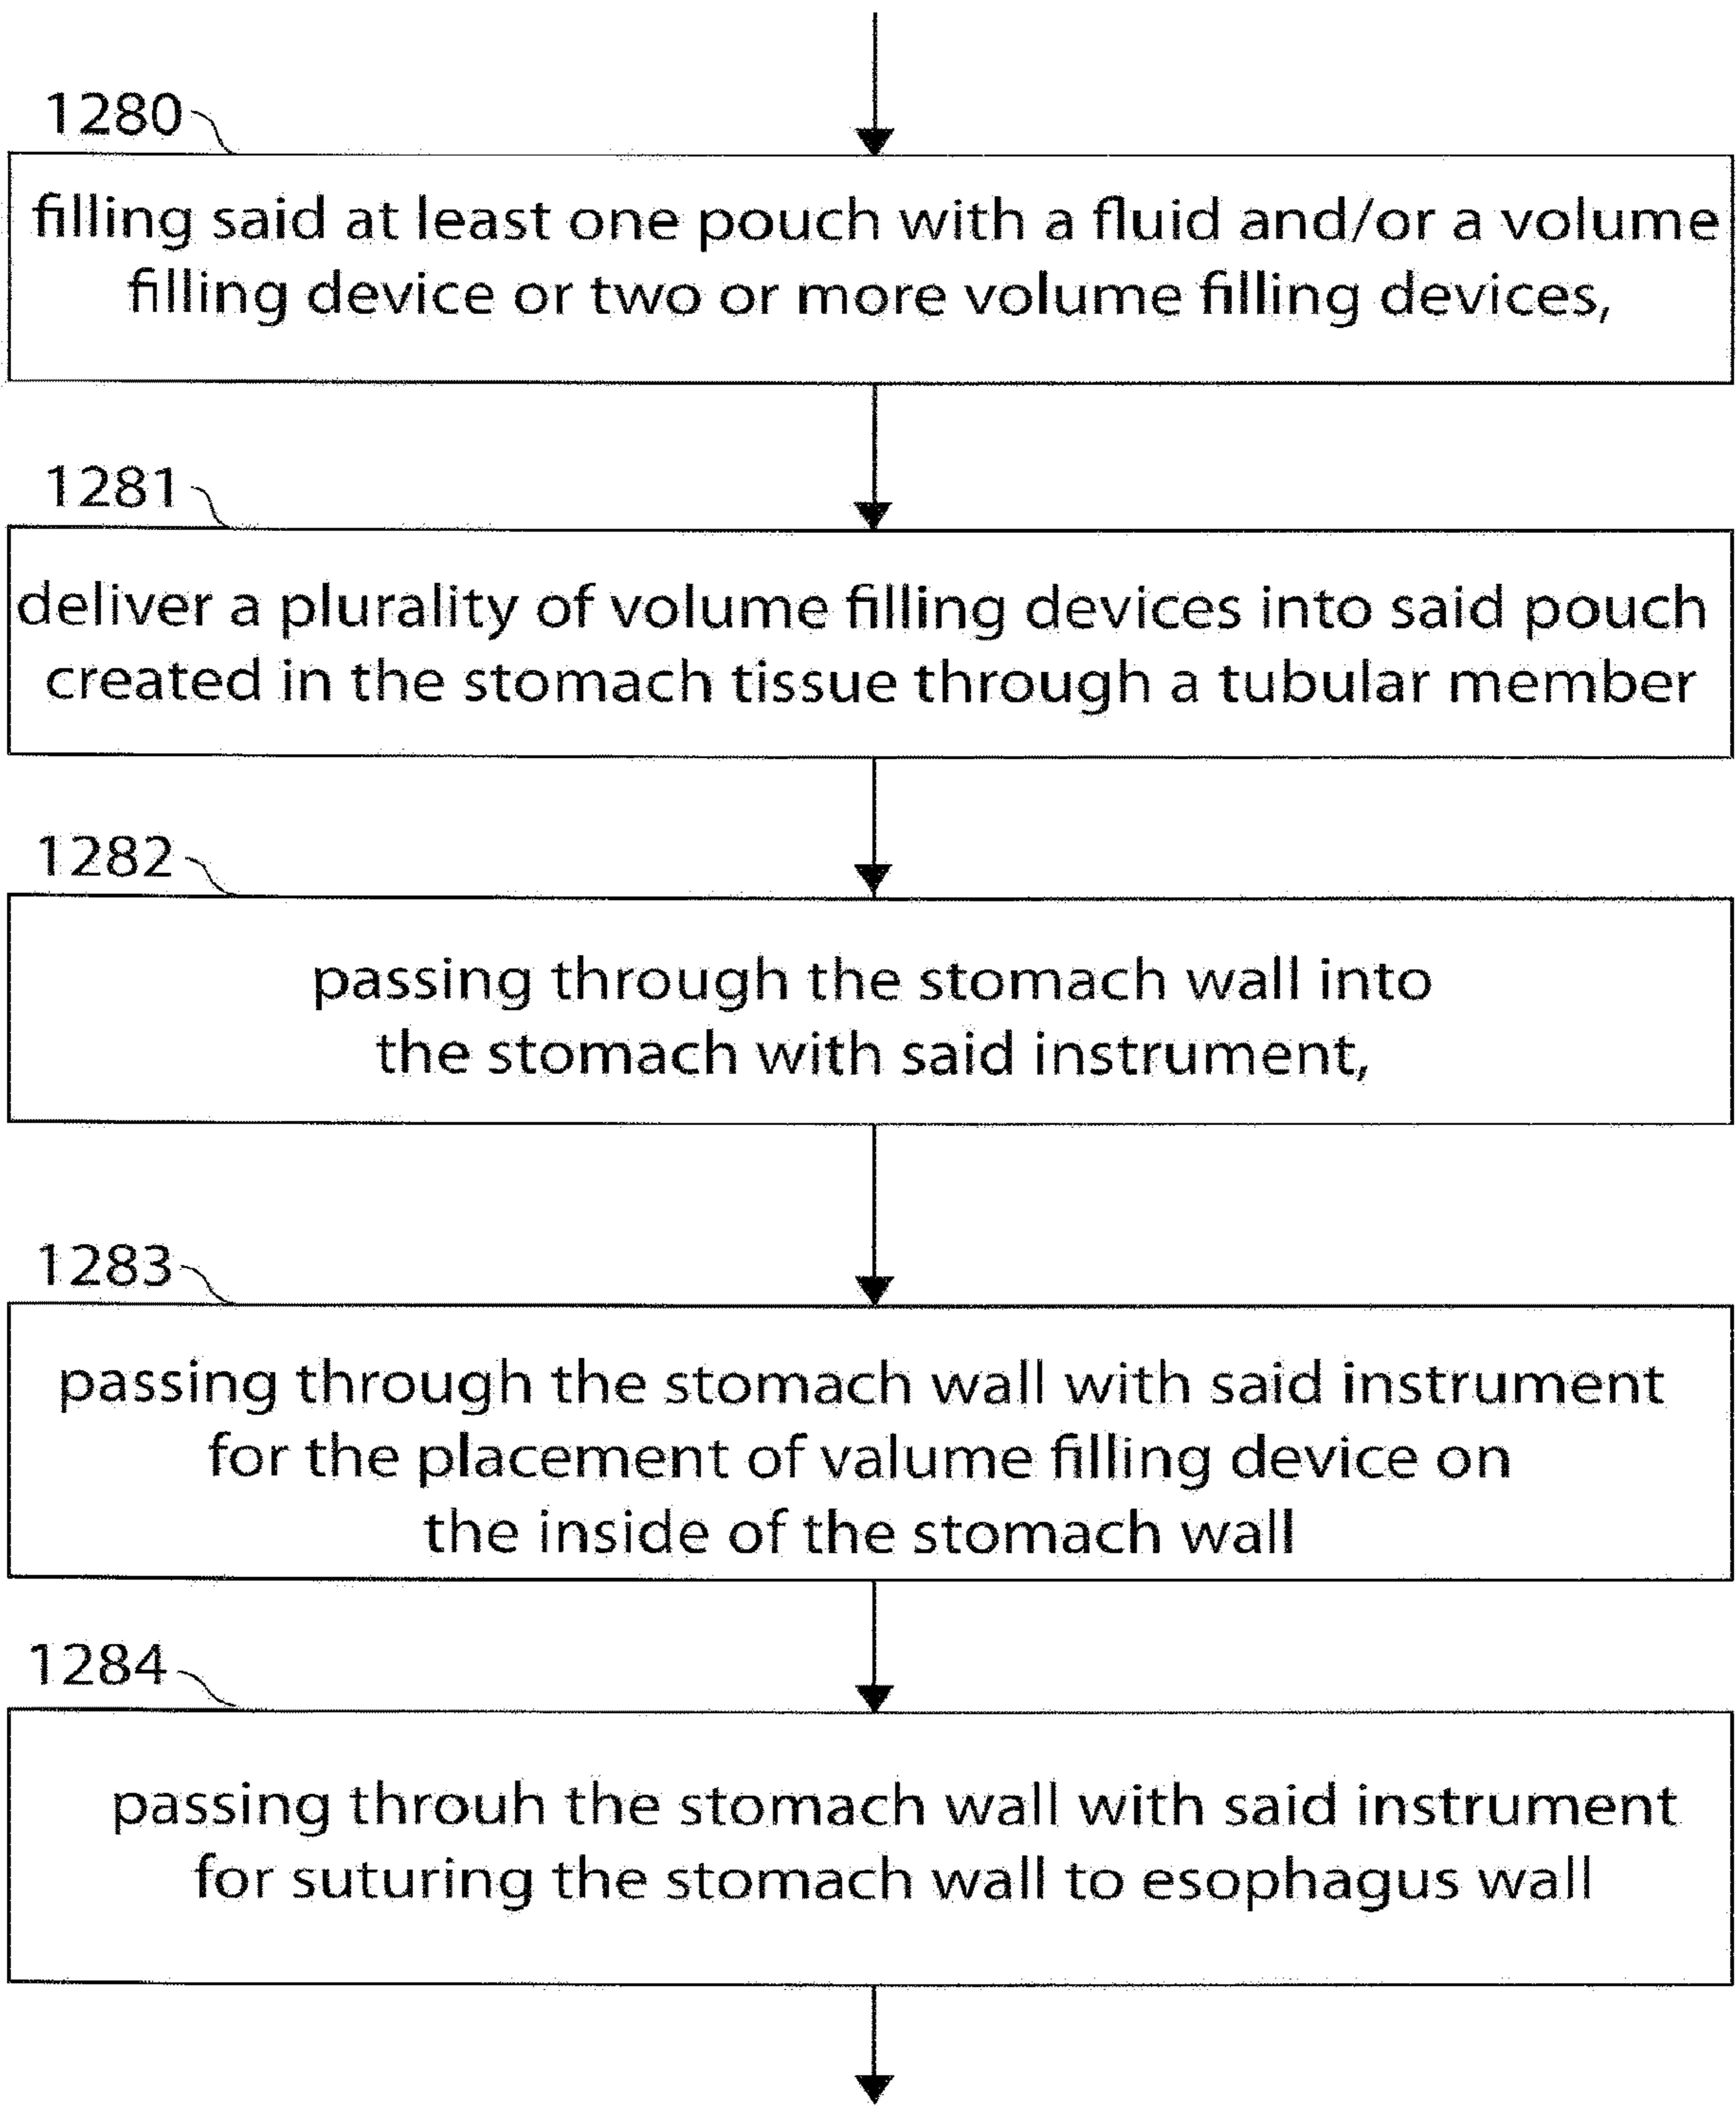 1280
filling said at least one pouch with a fluid and/or a volume
filling device or two or more volume filling devices,
1281
deliver a plurality of volume filling devices into said pouch
created in the stomach tissue through a tubular member
1282
passing through the stomach wall into
the stomach with said instrument,
1283
passing through the stomach wall with said instrument
for the placement of valume filling device on
the inside of the stomach wall
1284
passing throuh the stomach wall with said instrument
for suturing the stomach wall to esophagus wall